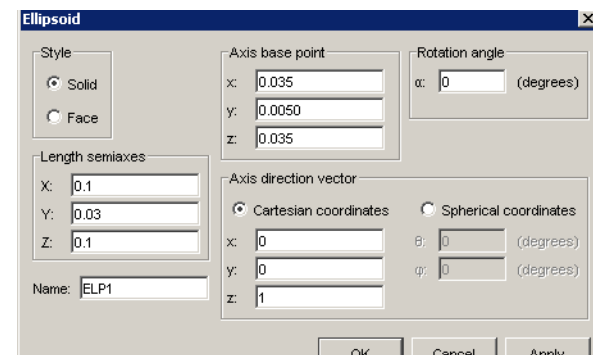 Ellipsoid
Style
Solid
Face
Length semiaxes
X: 0.1
Y: 0.03
Z: 0.1
Name: ELP1
Axis base point
x: 0.035
y: 0.0050
z: 0.035
Rotation angle
α: 0 (degrees)
Axis direction vector
Cartesian coordinates
Spherical coordinates
x: 0
y: 0
z: 1
θ: 0 (degrees)
φ: 0 (degrees)
OK Cancel Apply